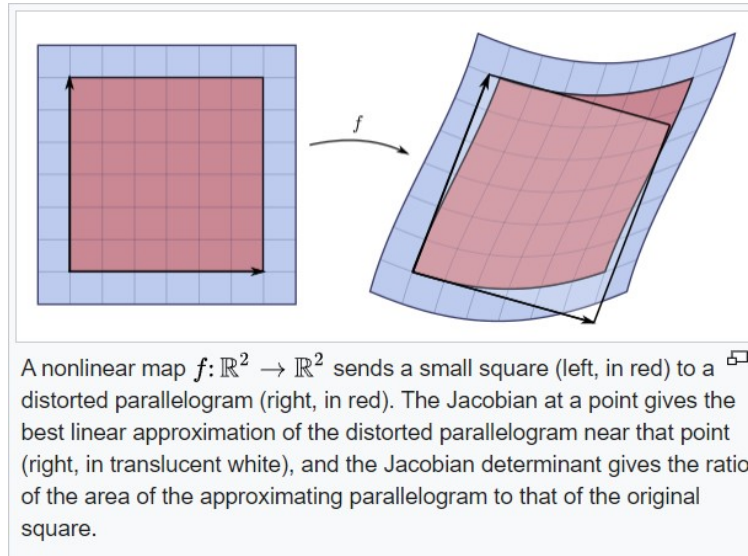 f
A nonlinear map f: ℝ² → ℝ² sends a small square (left, in red) to a
distorted parallelogram (right, in red). The Jacobian at a point gives the
best linear approximation of the distorted parallelogram near that point
(right, in translucent white), and the Jacobian determinant gives the ratio
of the area of the approximating parallelogram to that of the original
square.